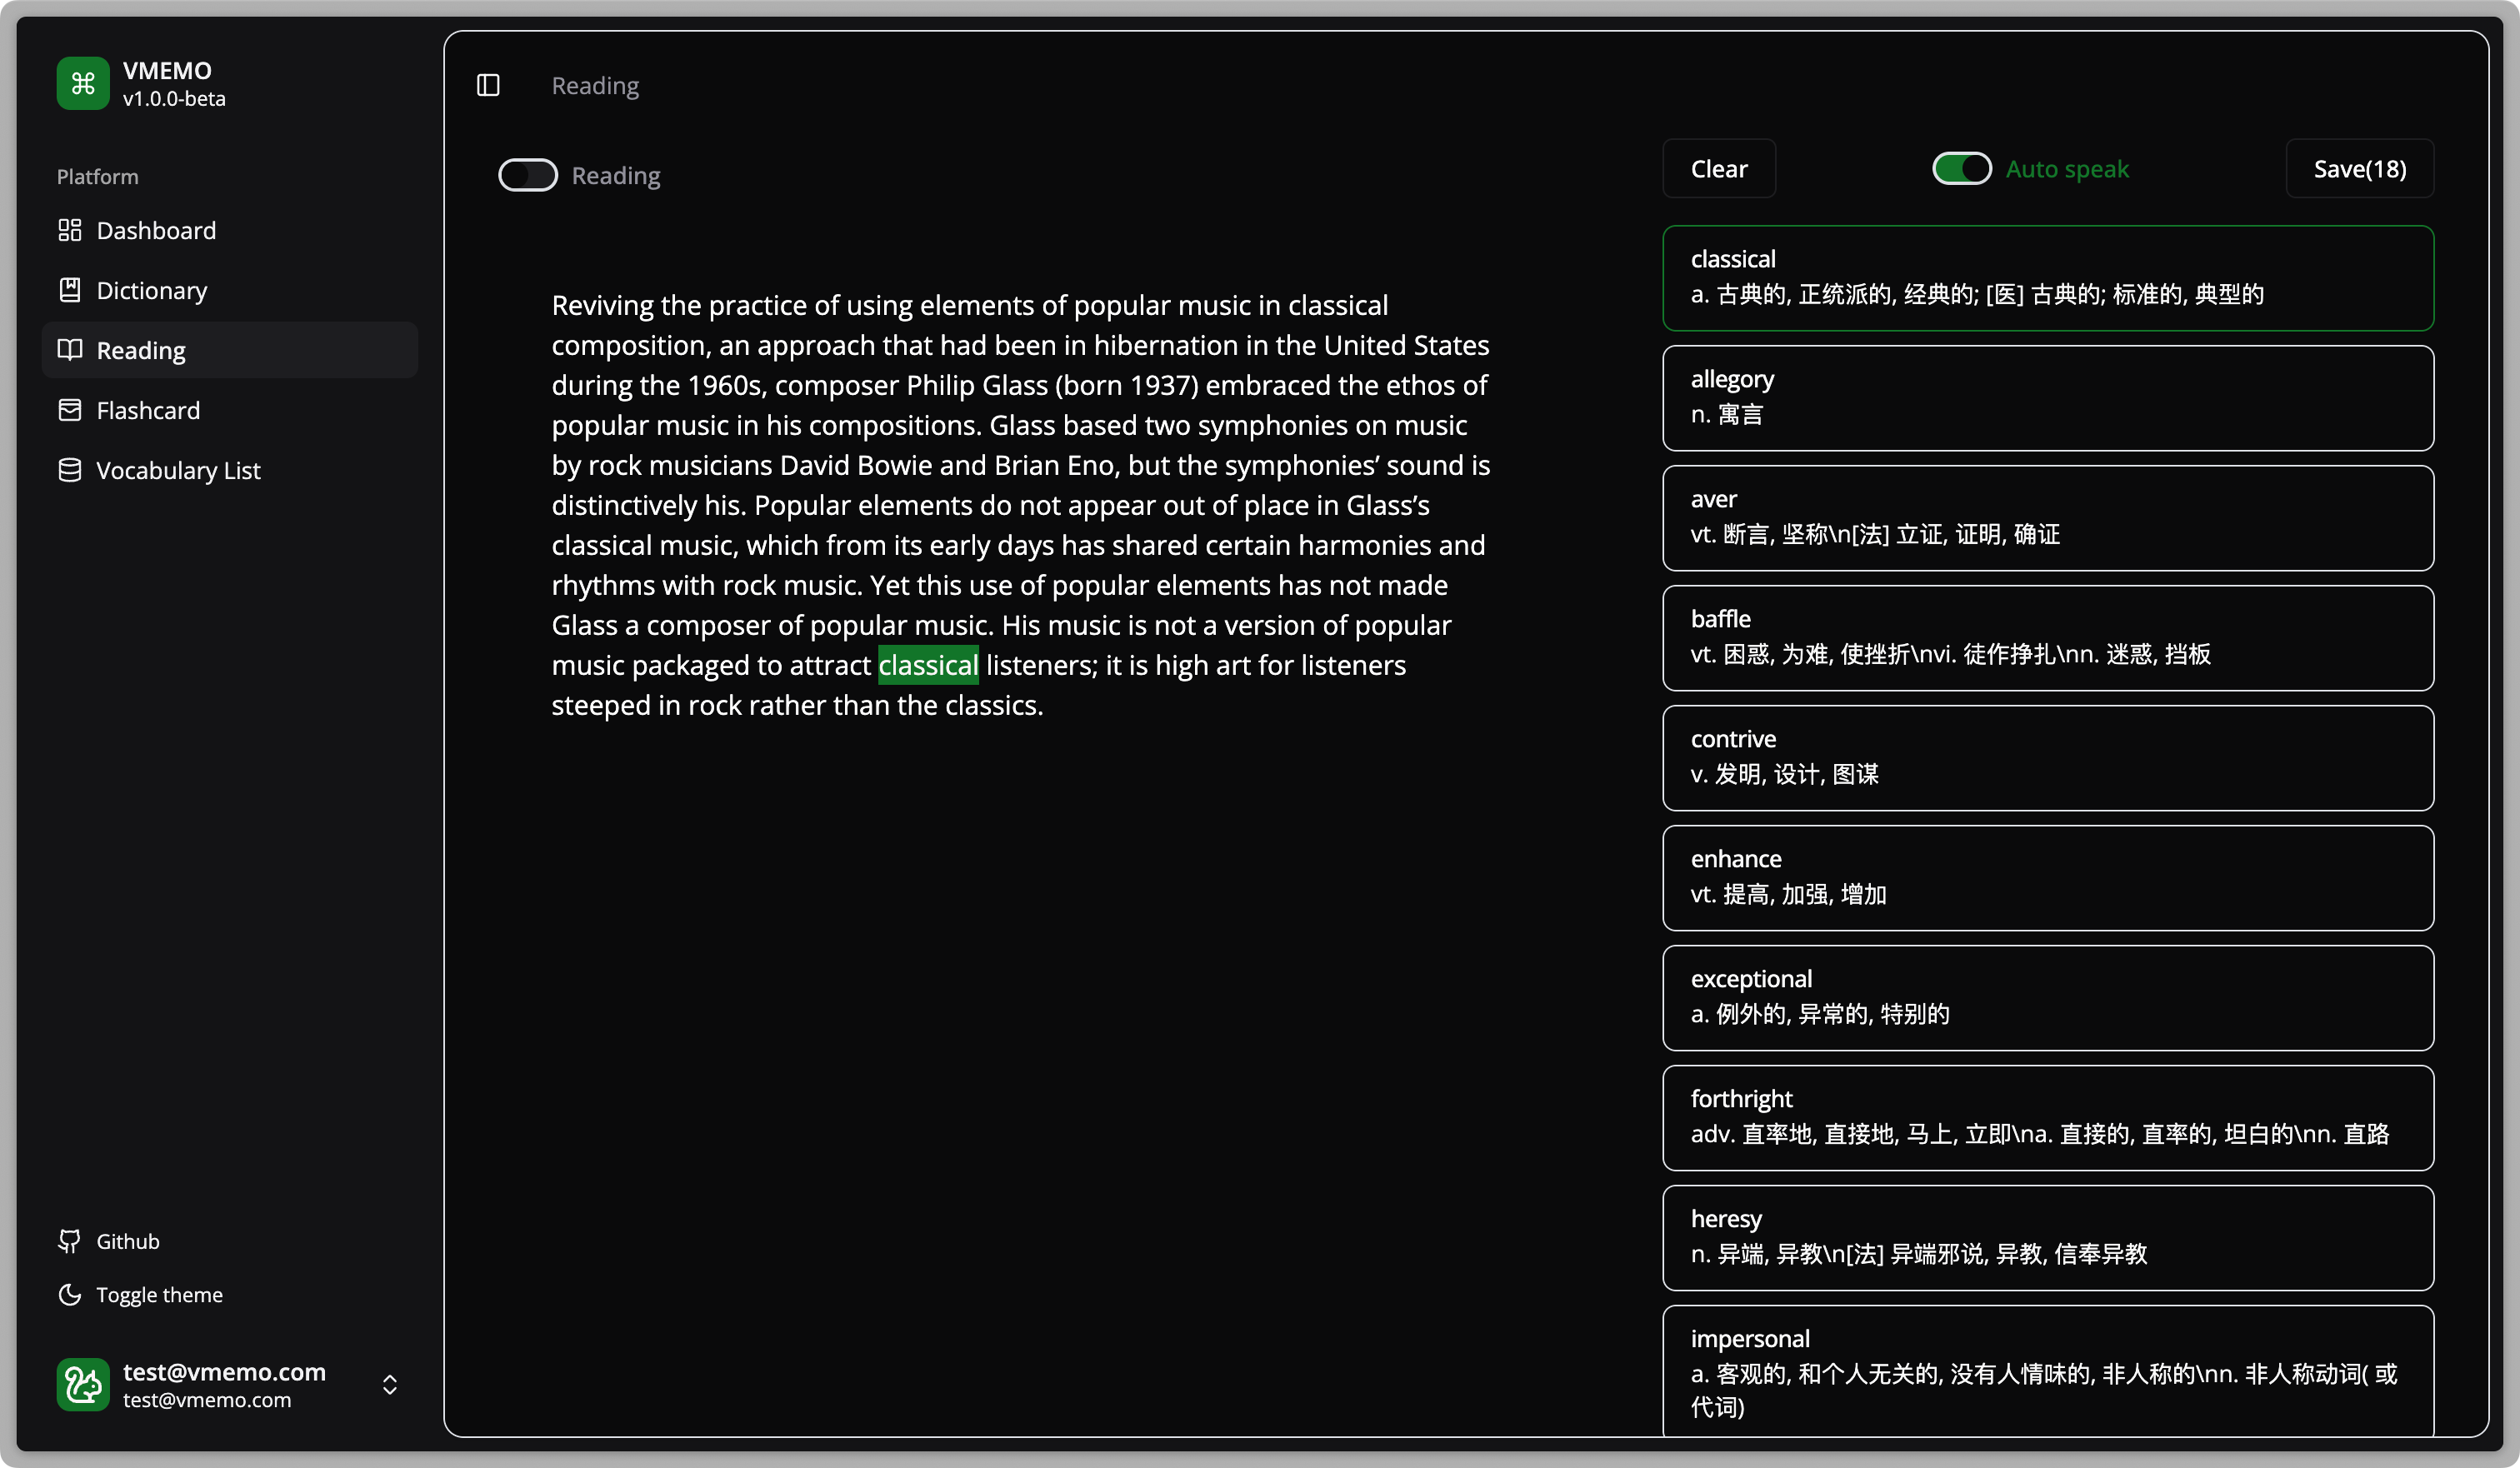 VMEMO
v1.0.0-beta
Platform
Dashboard
Dictionary
Reading
Flashcard
Vocabulary List
Github
Toggle theme
test@vmemo.com
test@vmemo.com
Reading
Reading
Reviving the practice of using elements of popular music in classical
composition, an approach that had been in hibernation in the United States
during the 1960s, composer Philip Glass (born 1937) embraced the ethos of
popular music in his compositions. Glass based two symphonies on music
by rock musicians David Bowie and Brian Eno, but the symphonies’ sound is
distinctively his. Popular elements do not appear out of place in Glass’s
classical music, which from its early days has shared certain harmonies and
rhythms with rock music. Yet this use of popular elements has not made
Glass a composer of popular music. His music is not a version of popular
music packaged to attract classical listeners; it is high art for listeners
steeped in rock rather than the classics.
Clear
Auto speak
Save(18)
classical
a. 古典的, 正统派的, 经典的; [医] 古典的; 标准的, 典型的
allegory
n. 寓言
aver
vt. 断言, 坚称\n[法] 立证, 证明, 确证
baffle
vt. 困惑, 为难, 使挫折\nvi. 徒作挣扎\nn. 迷惑, 挡板
contrive
v. 发明, 设计, 图谋
enhance
vt. 提高, 加强, 增加
exceptional
a. 例外的, 异常的, 特别的
forthright
adv. 直率地, 直接地, 马上, 立即\na. 直接的, 直率的, 坦白的\nn. 直路
heresy
n. 异端, 异教\n[法] 异端邪说, 异教, 信奉异教
impersonal
a. 客观的, 和个人无关的, 没有人情味的, 非人称的\nn. 非人称动词( 或
代词)